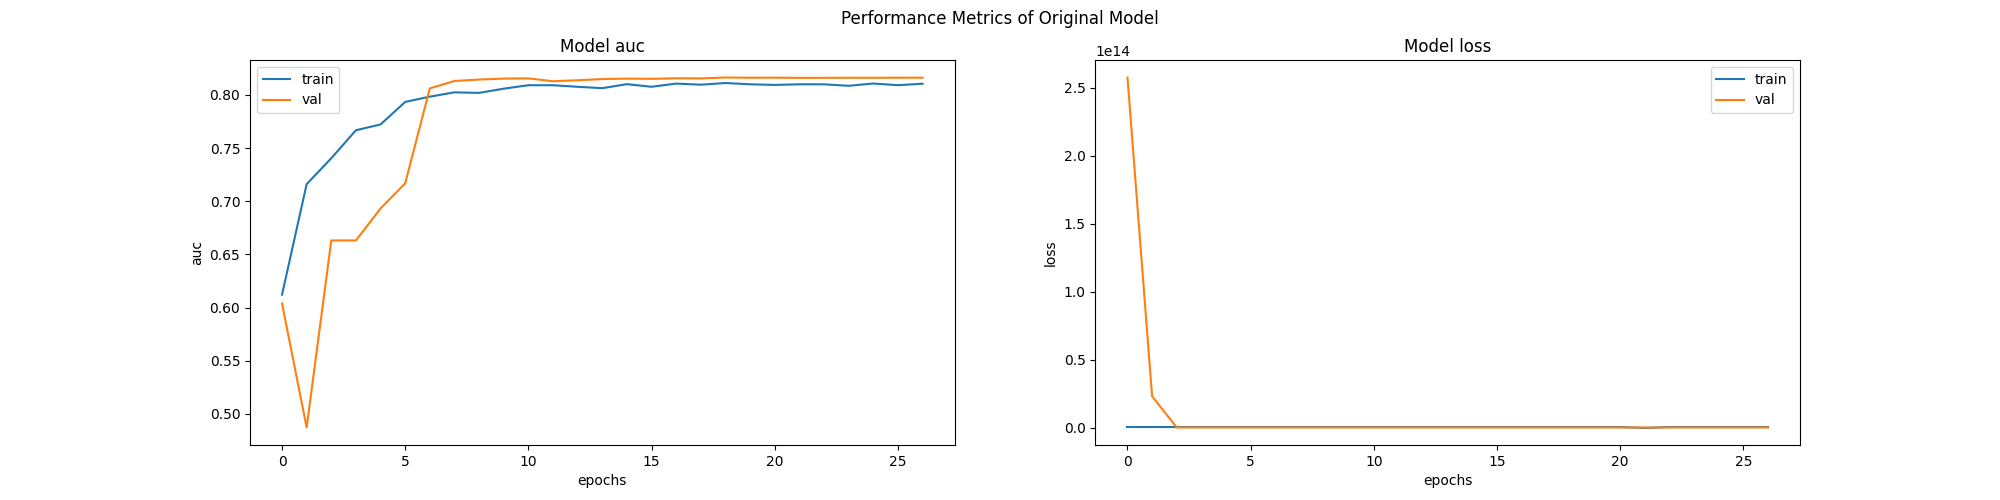 Performance Metrics of Original Model
Model auc
train
val
0.80
0.75
0.70
0.65
0.60
0.55
0.50
auc
0
5
10
15
20
25
epochs
Model loss
1e14
train
val
2.5
2.0
1.5
1.0
0.5
0.0
loss
0
5
10
15
20
25
epochs